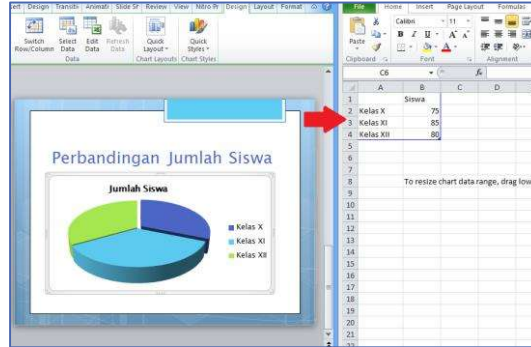 Design Transiti Animati Slide Sh Review View Nitro Pr Design Layout Format
Switch Row/Column
Select Data
Edit Data
Refresh Data
Quick Layout
Quick Styles
Data
Chart Layouts
Chart Styles
Perbandingan Jumlah Siswa
Jumlah Siswa
Kelas X
Kelas XI
Kelas XII
File Home Insert Page Layout Formulas
Paste
Calibri 11
B I U A A
Clipboard Font Alignment
C6 fx
A B C D
1 Siswa
2 Kelas X 75
3 Kelas XI 85
4 Kelas XII 80
5
6
7
8 To resize chart data range, drag low
9
10
11
12
13
14
15
16
17
18
19
20
21
22